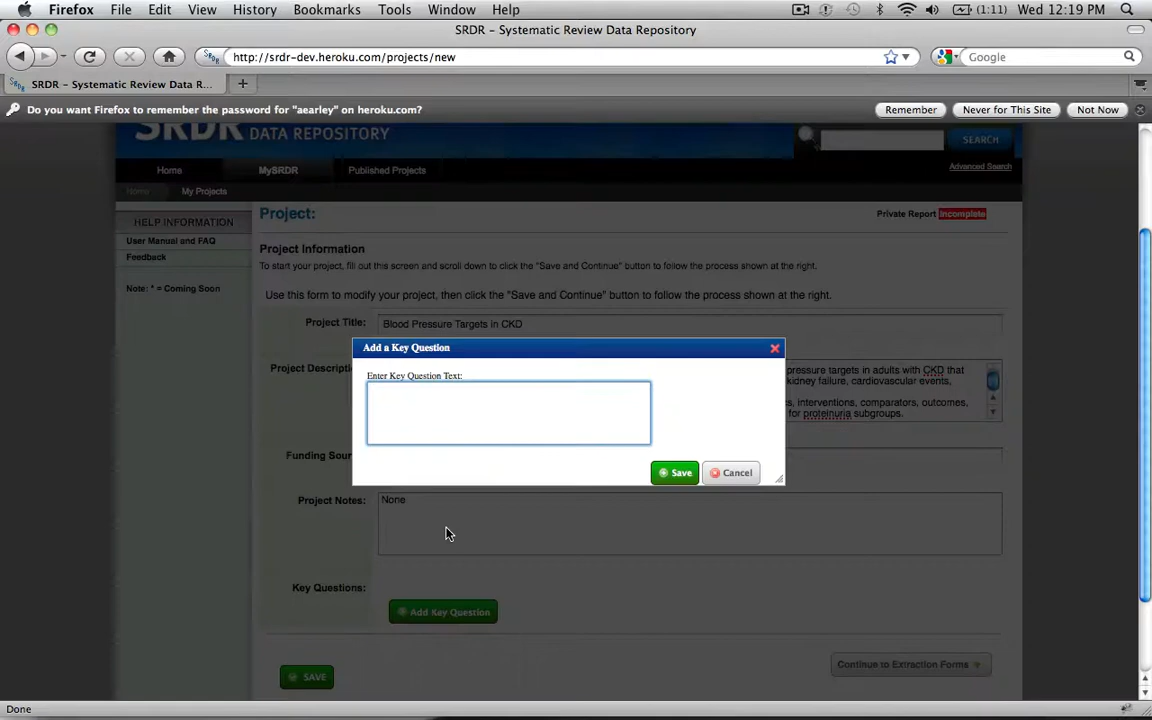 Firefox File Edit View History Bookmarks Tools Window Help (1:11) Wed 12:19 PM
SRDR - Systematic Review Data Repository
http://srdr-dev.heroku.com/projects/new Google
SRDR - Systematic Review Data R... +
Do you want Firefox to remember the password for "aearley" on heroku.com? Remember Never for This Site Not Now
SRDR DATA REPOSITORY SEARCH
Home MySRDR Published Projects Advanced Search
Home My Projects
HELP INFORMATION
User Manual and FAQ
Feedback
Note: * = Coming Soon
Project: Private Report Incomplete
Project Information
To start your project, fill out this screen and scroll down to click the "Save and Continue" button to follow the process shown at the right.
Use this form to modify your project, then click the "Save and Continue" button to follow the process shown at the right.
Project Title: Blood Pressure Targets in CKD
Project Descripti
pressure targets in adults with CKD that
kidney failure, cardiovascular events,
s, interventions, comparators, outcomes,
for proteinuria subgroups.
Add a Key Question
Enter Key Question Text:
Save Cancel
Funding Sour
Project Notes: None
Key Questions:
Add Key Question
SAVE Continue to Extraction Forms
Done